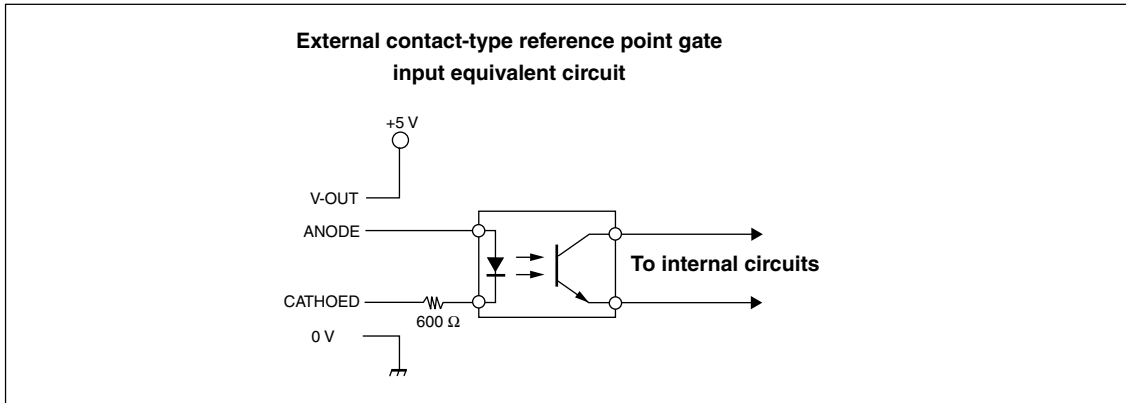 External contact-type reference point gate
input equivalent circuit
+5 V
V-OUT
ANODE
To internal circuits
CATHOED
600 Ω
0 V